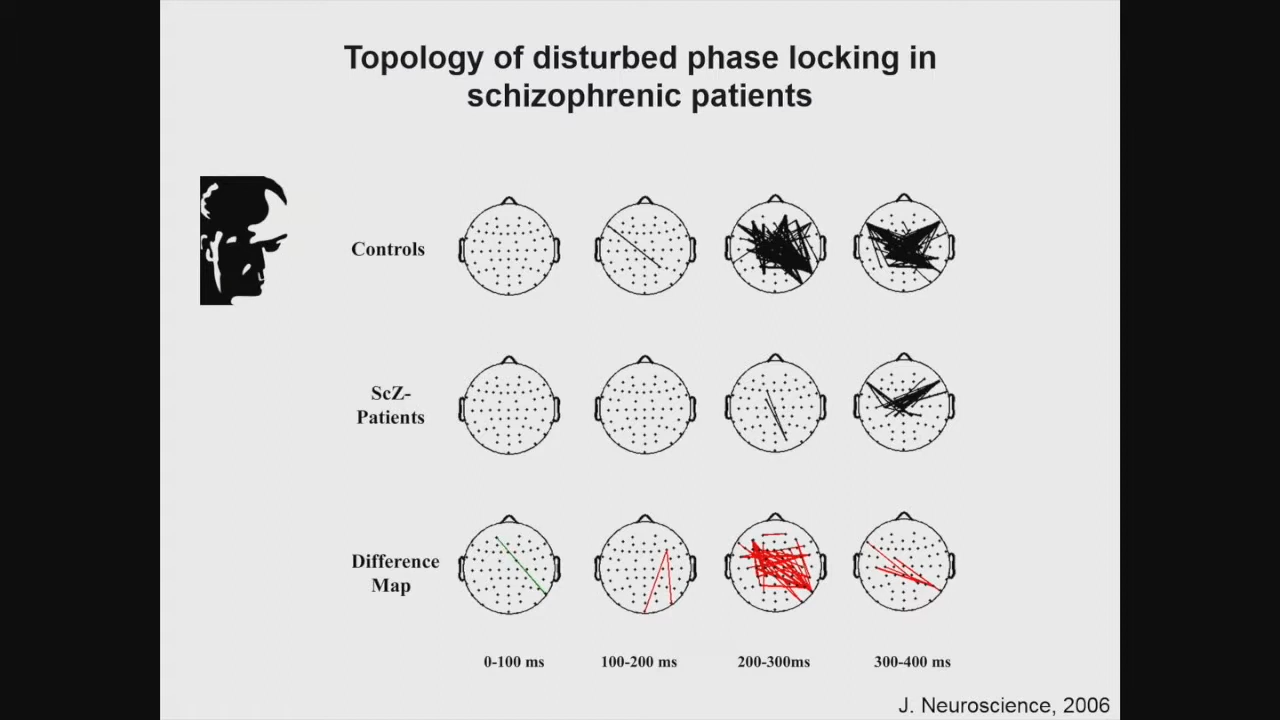 Topology of disturbed phase locking in
schizophrenic patients
Controls
ScZ-
Patients
Difference
Map
0-100 ms
100-200 ms
200-300ms
300-400 ms
J. Neuroscience, 2006